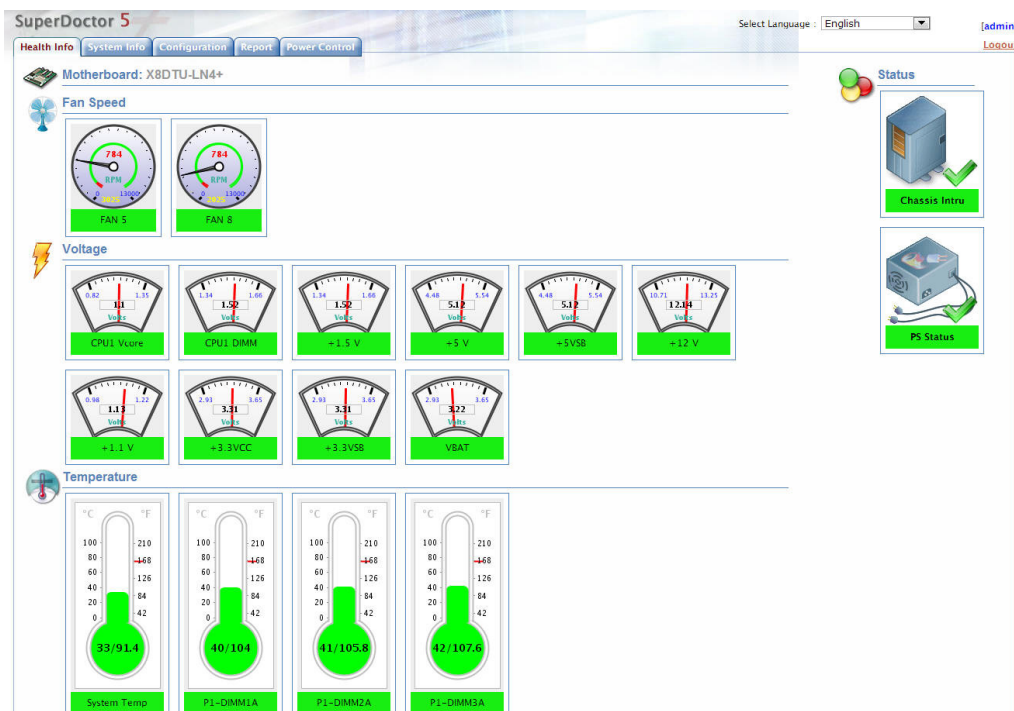 SuperDoctor 5
Select Language : English
[admin
Health Info System Info Configuration Report Power Control
Logou
Motherboard: X8DTU-LN4+
Status
Fan Speed
784 784
RPM RPM
0 13000 0 13000
3025 3025
FAN 5 FAN 8
Chassis Intru
Voltage
0.82 1.35 1.34 1.66 1.34 1.66 4.48 5.54 4.48 5.54 10.71 13.25
1.1 1.52 1.52 5.12 5.12 12.14
Volts Volts Volts Volts Volts Volts
CPU1 Vcore CPU1 DIMM +1.5 V +5 V +5VSB +12 V
PS Status
0.98 1.22 2.93 3.65 2.93 3.65 2.93 3.65
1.13 3.31 3.31 3.22
Volts Volts Volts Volts
+1.1 V +3.3VCC +3.3VSB VBAT
Temperature
°C °F °C °F °C °F °C °F
100 210 100 210 100 210 100 210
80 168 80 168 80 168 80 168
60 126 60 126 60 126 60 126
40 84 40 84 40 84 40 84
20 42 20 42 20 42 20 42
0 0 0 0
33/91.4 40/104 41/105.8 42/107.6
System Temp P1-DIMM1A P1-DIMM2A P1-DIMM3A